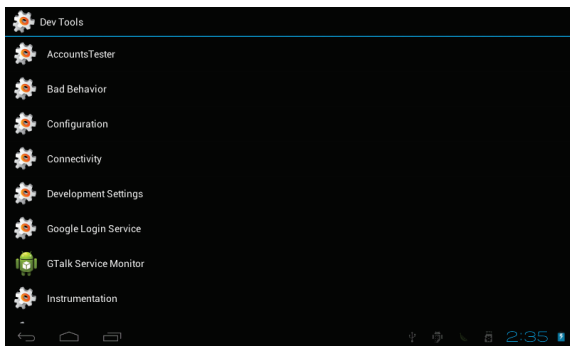 Dev Tools
AccountsTester
Bad Behavior
Configuration
Connectivity
Development Settings
Google Login Service
GTalk Service Monitor
Instrumentation
2:35